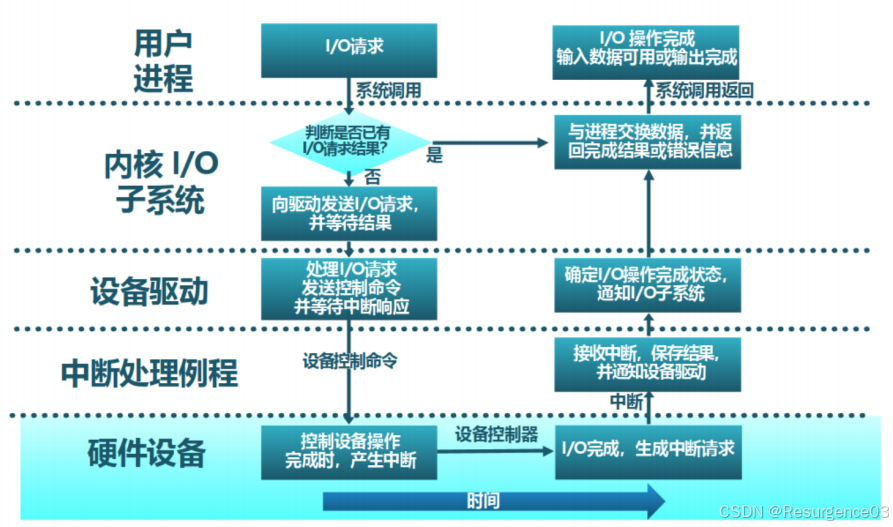 用户
进程
I/O请求
I/O 操作完成
输入数据可用或输出完成
系统调用
系统调用返回
内核 I/O
子系统
判断是否已有
I/O请求结果？
是
否
与进程交换数据，并返
回完成结果或错误信息
向驱动发送I/O请求，
并等待结果
设备驱动
处理I/O请求
发送控制命令
并等待中断响应
确定I/O操作完成状态，
通知I/O子系统
中断处理例程
设备控制命令
接收中断，保存结果，
并通知设备驱动
中断
硬件设备
控制设备操作
完成时，产生中断
设备控制器
I/O完成，生成中断请求
时间
CSDN @Resurgence03